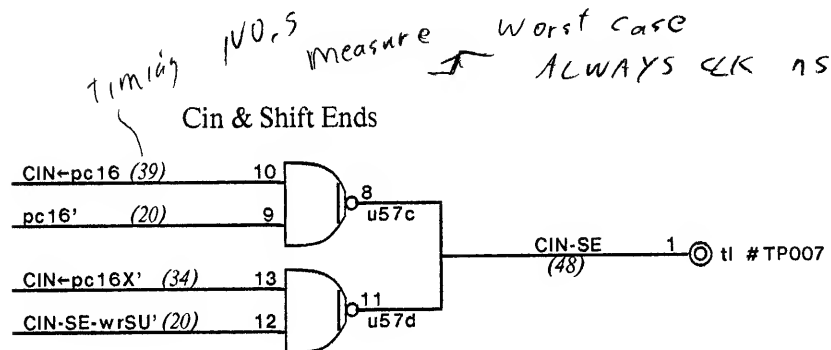 timing NO.S measure worst case
ALWAYS CLK ns
Cin & Shift Ends
CIN←pc16 (39) 10
8
pc16' (20) 9
u57c
CIN-SE 1 tl #TP007
(48)
CIN←pc16X' (34) 13
11
CIN-SE-wrSU' (20) 12
u57d